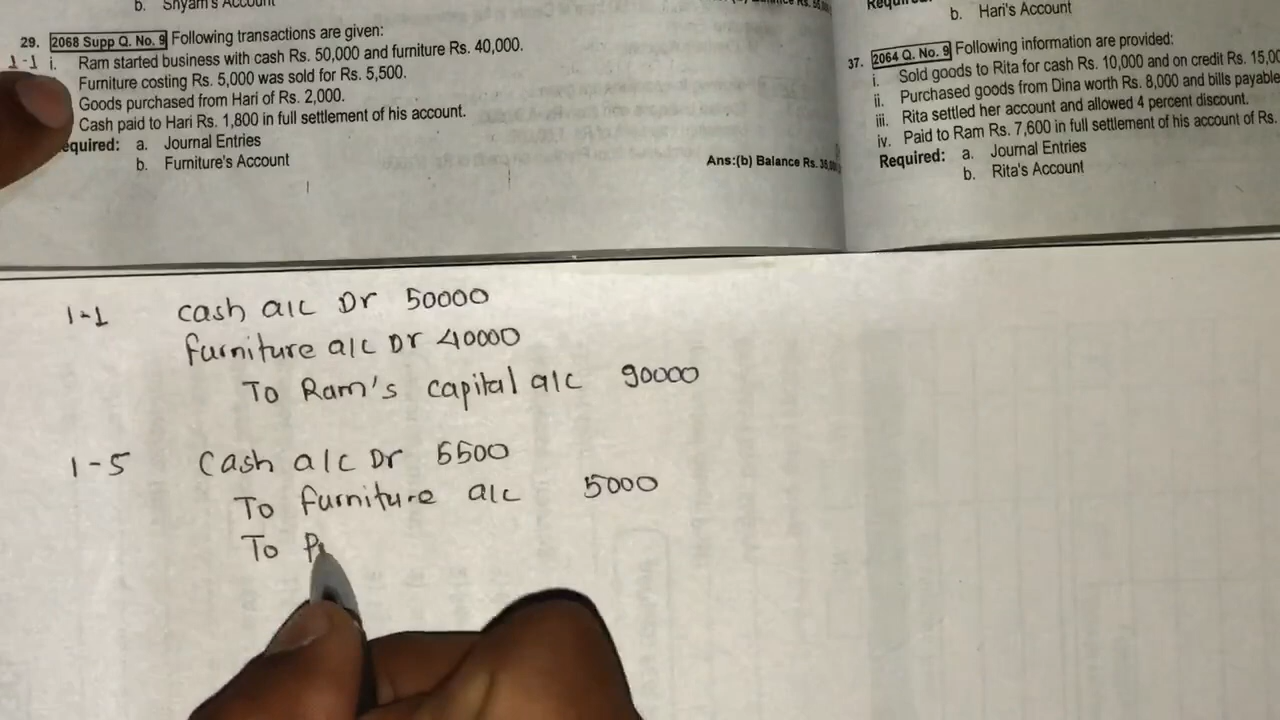 b. Shyam's Account
29. 2068 Supp Q. No. 9 Following transactions are given:
1-1 i. Ram started business with cash Rs. 50,000 and furniture Rs. 40,000.
Furniture costing Rs. 5,000 was sold for Rs. 5,500.
Goods purchased from Hari of Rs. 2,000.
Cash paid to Hari Rs. 1,800 in full settlement of his account.
equired: a. Journal Entries
b. Furniture's Account
Ans:(b) Balance Rs. 35,
b. Hari's Account
37. 2064 Q. No. 9 Following information are provided:
i. Sold goods to Rita for cash Rs. 10,000 and on credit Rs. 15,00
ii. Purchased goods from Dina worth Rs. 8,000 and bills payable
iii. Rita settled her account and allowed 4 percent discount.
iv. Paid to Ram Rs. 7,600 in full settlement of his account of Rs.
Required: a. Journal Entries
b. Rita's Account
1-1 cash a/c Dr 50000
furniture a/c Dr 40000
To Ram's capital a/c 90000
1-5 Cash a/c Dr 5500
To furniture a/c 5000
To P